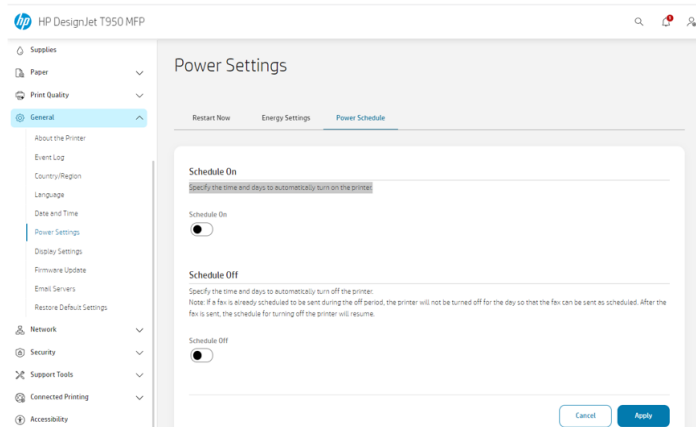 hp HP DesignJet T950 MFP
Supplies
Paper
Print Quality
General
About the Printer
Event Log
Country/Region
Language
Date and Time
Power Settings
Display Settings
Firmware Update
Email Servers
Restore Default Settings
Network
Security
Support Tools
Connected Printing
Accessibility
Power Settings
Restart Now Energy Settings Power Schedule
Schedule On
Specify the time and days to automatically turn on the printer.
Schedule On
Schedule Off
Specify the time and days to automatically turn off the printer.
Note: If a fax is already scheduled to be sent during the off period, the printer will not be turned off for the day so that the fax can be sent as scheduled. After the
fax is sent, the schedule for turning off the printer will resume.
Schedule Off
Cancel Apply